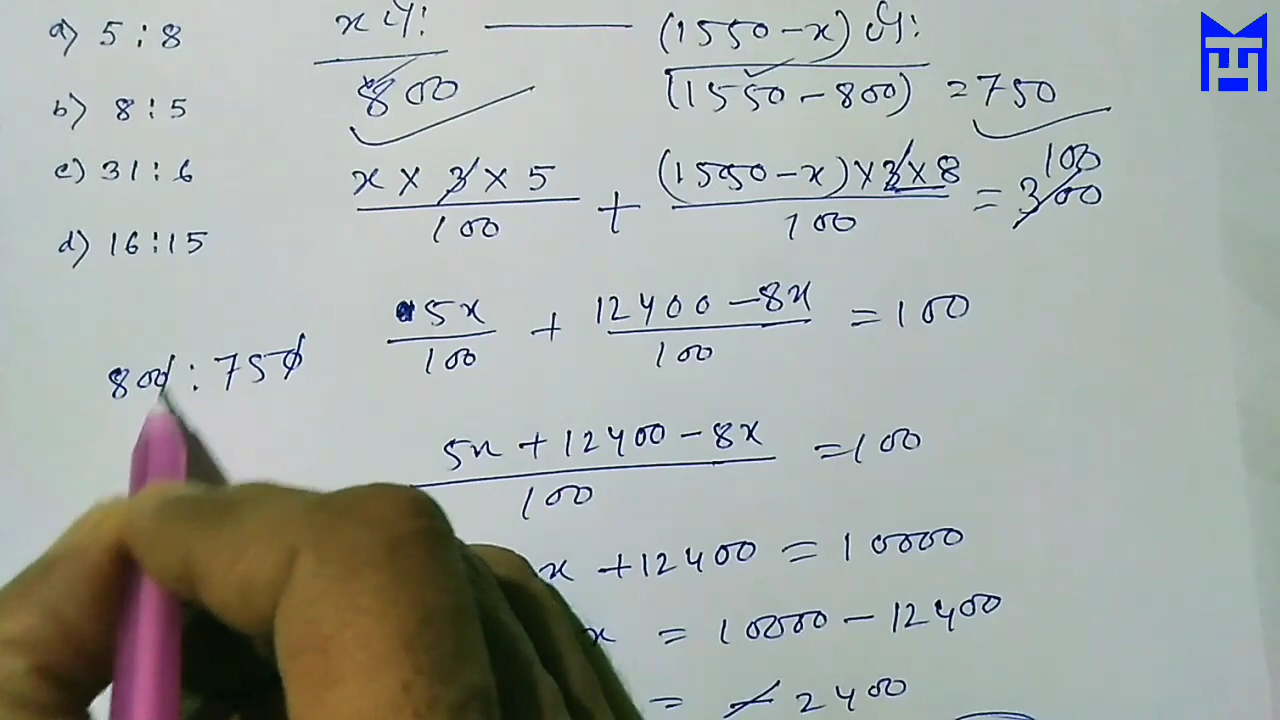 a) 5 : 8
b) 8 : 5
c) 31 : 6
d) 16 : 15
x —— (1550 - x)
800 (1550 - 800) = 750
x × 3 × 5 / 100 + (1550 - x) × 3 × 8 / 100 = 300 100
5x / 100 + 12400 - 8x / 100 = 100
800 : 750
5x + 12400 - 8x / 100 = 100
x + 12400 = 10000
x = 10000 - 12400
= - 2400